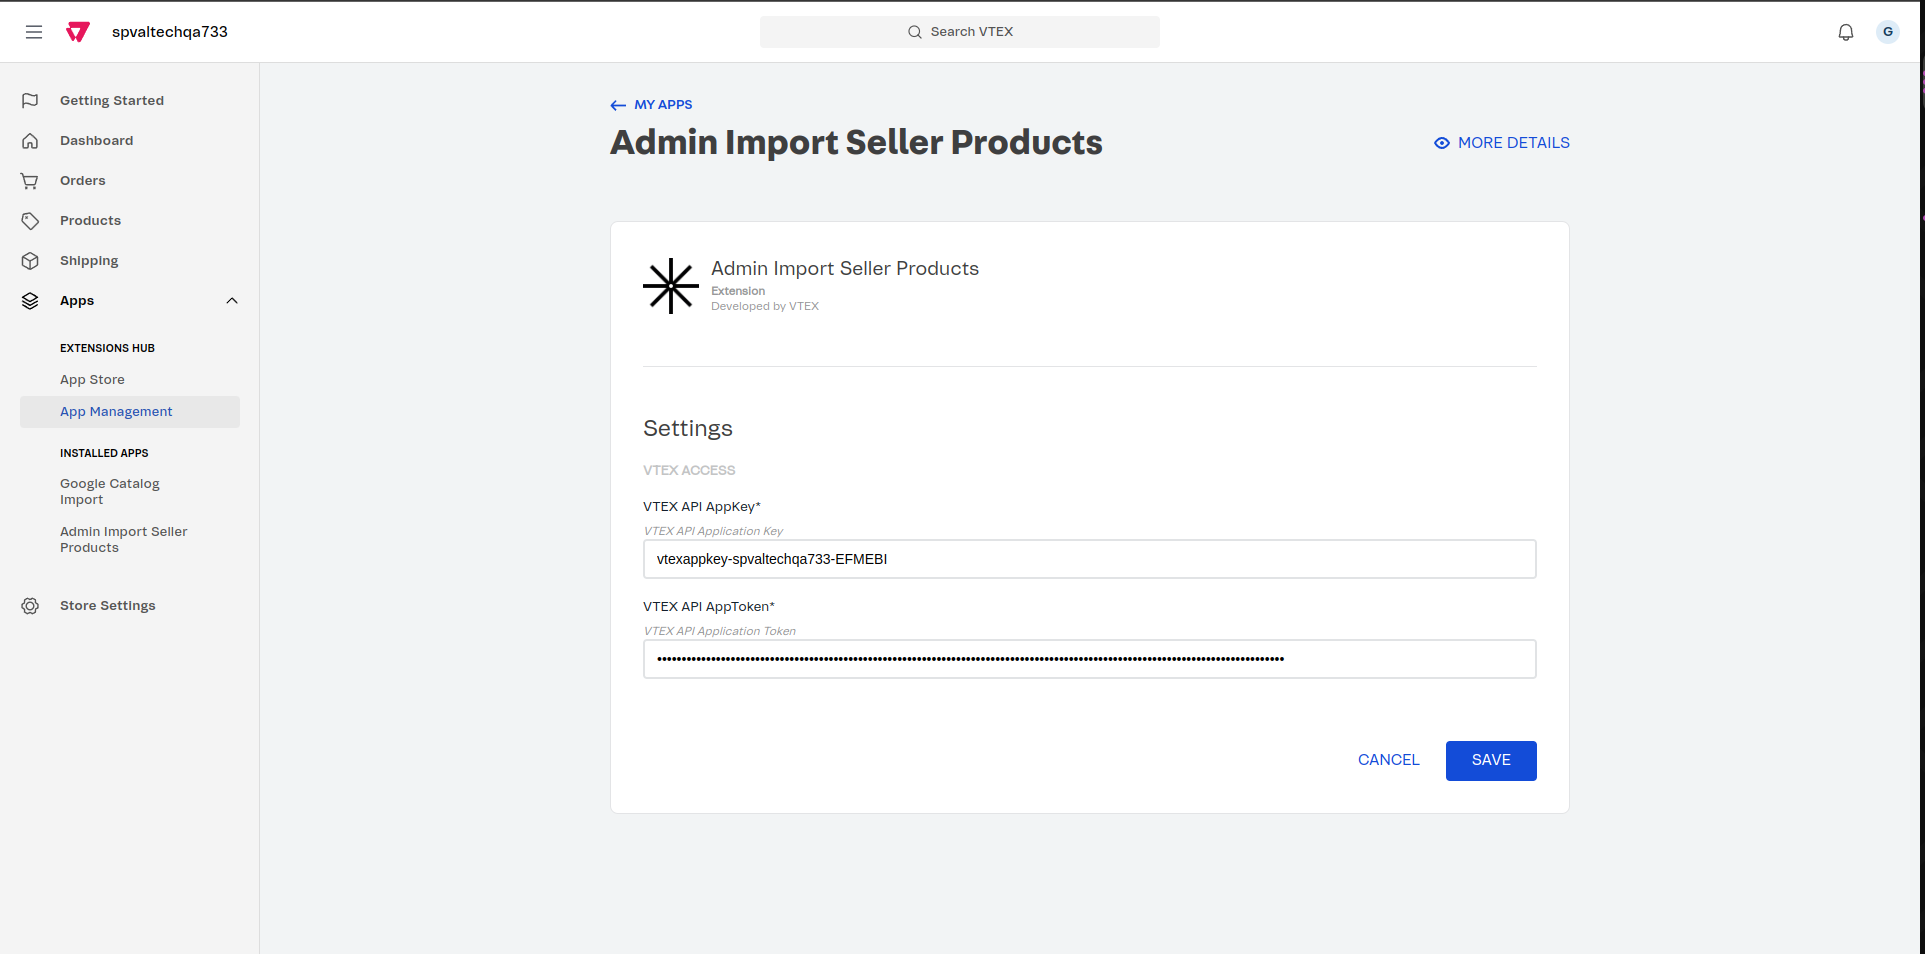 spvaltechqa733
Search VTEX
G
Getting Started
Dashboard
Orders
Products
Shipping
Apps
EXTENSIONS HUB
App Store
App Management
INSTALLED APPS
Google Catalog
Import
Admin Import Seller
Products
Store Settings
MY APPS
Admin Import Seller Products
MORE DETAILS
Admin Import Seller Products
Extension
Developed by VTEX
Settings
VTEX ACCESS
VTEX API AppKey*
VTEX API Application Key
vtexappkey-spvaltechqa733-EFMEBI
VTEX API AppToken*
VTEX API Application Token
CANCEL
SAVE